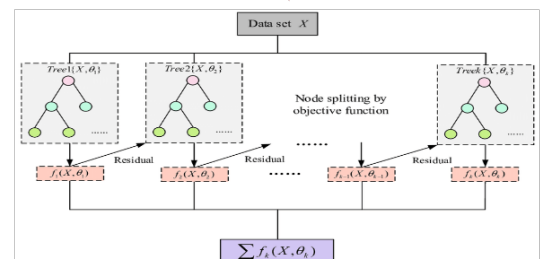 Data set X
Tree1{X,θ₁}
Tree2{X,θ₂}
Treek{X,θₖ}
Node splitting by
objective function
......
......
......
......
Residual
Residual
Residual
f₁(X,θ₁)
f₂(X,θ₂)
......
fₖ₋₁(X,θₖ₋₁)
fₖ(X,θₖ)
∑fₖ(X,θₖ)